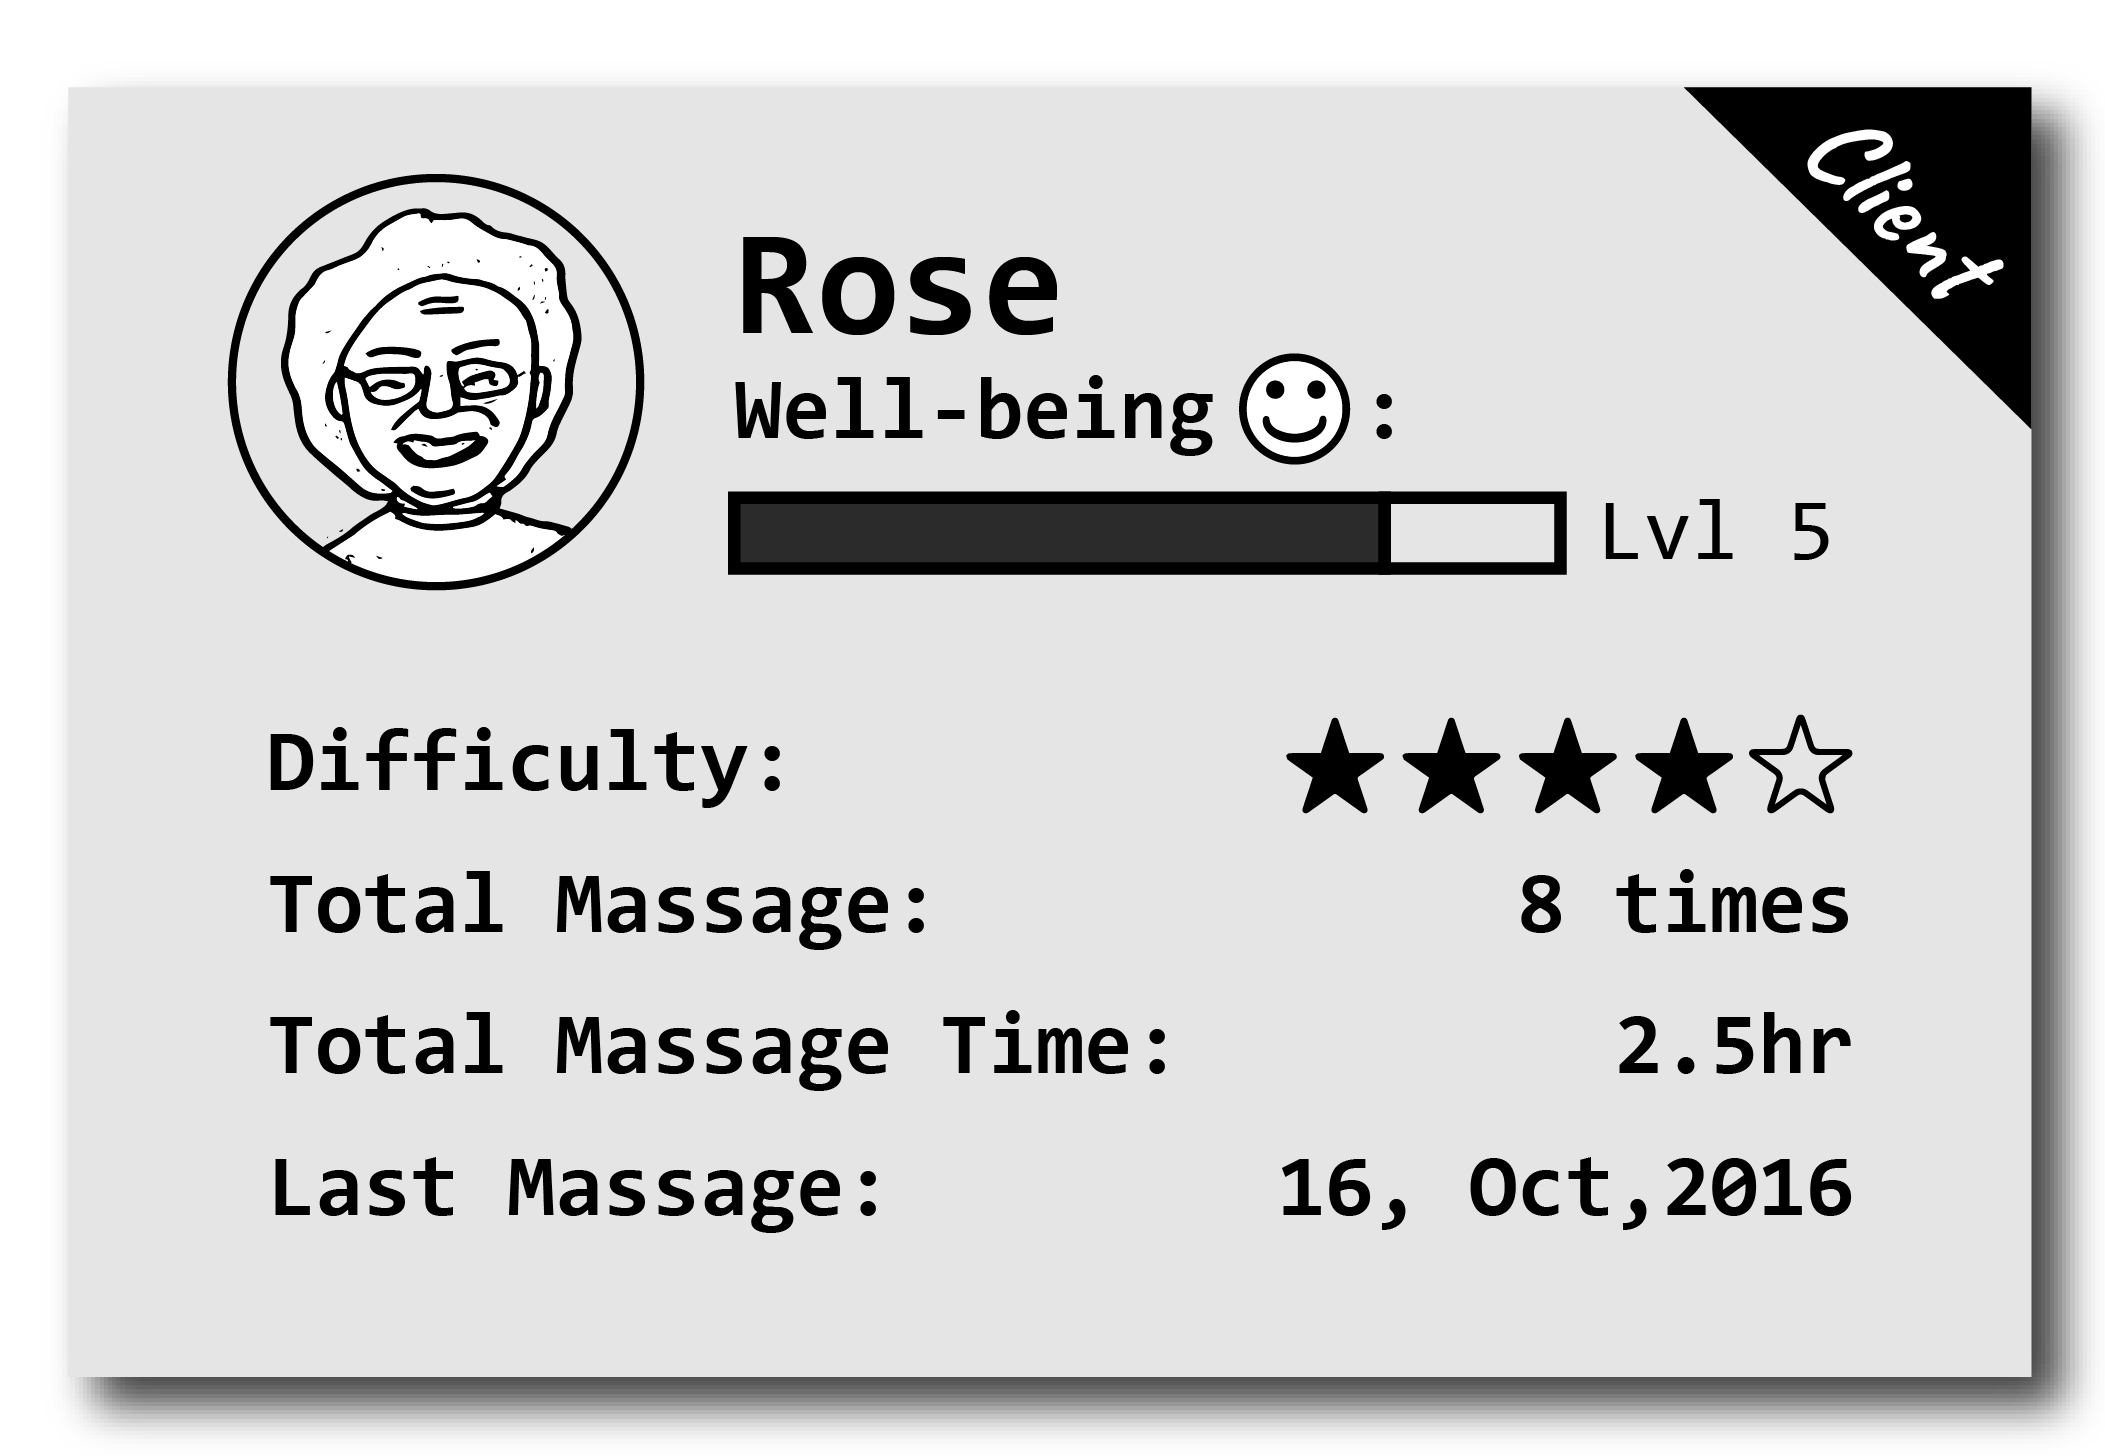 Client
Rose
Well-being :
Lvl 5
Difficulty:
Total Massage: 8 times
Total Massage Time: 2.5hr
Last Massage: 16, Oct,2016